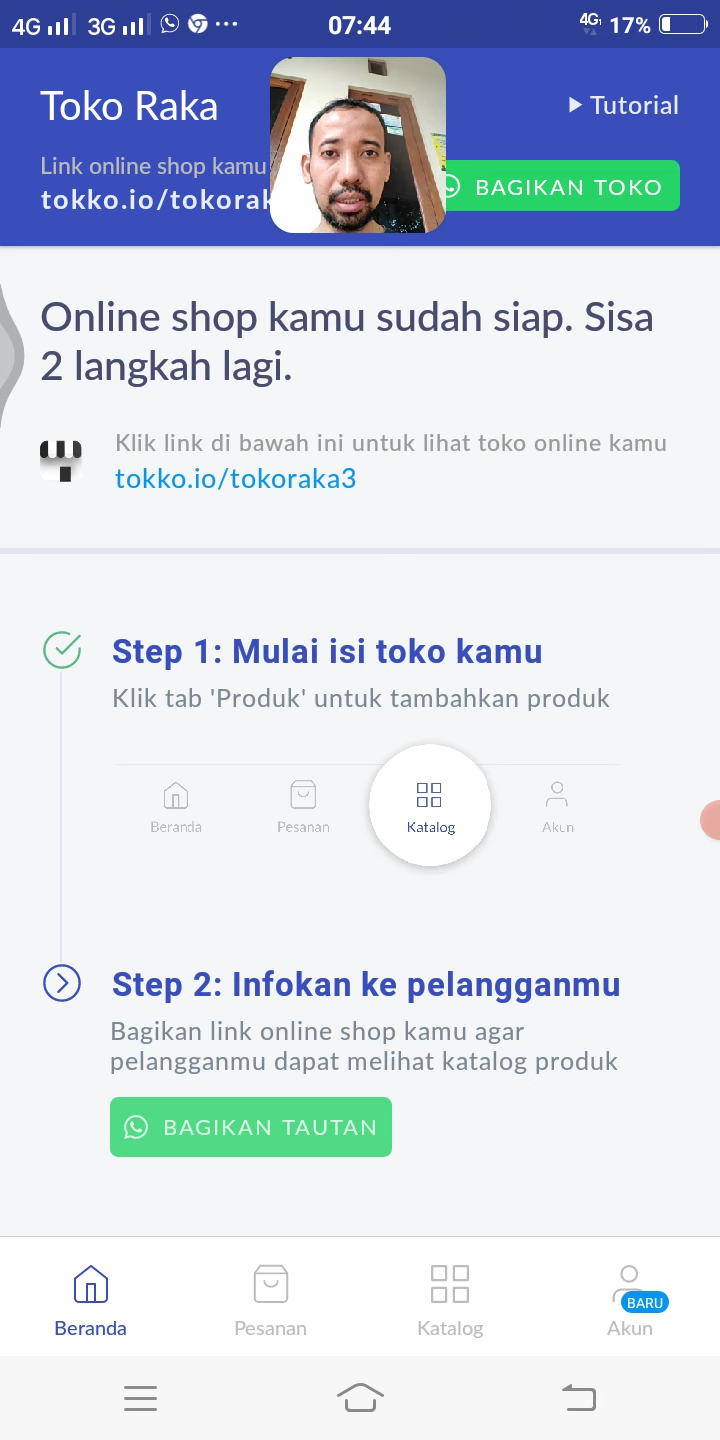 4G 3G 07:44 4G 17%
Toko Raka
Tutorial
Link online shop kamu
tokko.io/tokorak
BAGIKAN TOKO
Online shop kamu sudah siap. Sisa
2 langkah lagi.
Klik link di bawah ini untuk lihat toko online kamu
tokko.io/tokoraka3
Step 1: Mulai isi toko kamu
Klik tab 'Produk' untuk tambahkan produk
Beranda Pesanan Katalog Akun
Step 2: Infokan ke pelangganmu
Bagikan link online shop kamu agar
pelangganmu dapat melihat katalog produk
BAGIKAN TAUTAN
BARU
Beranda Pesanan Katalog Akun